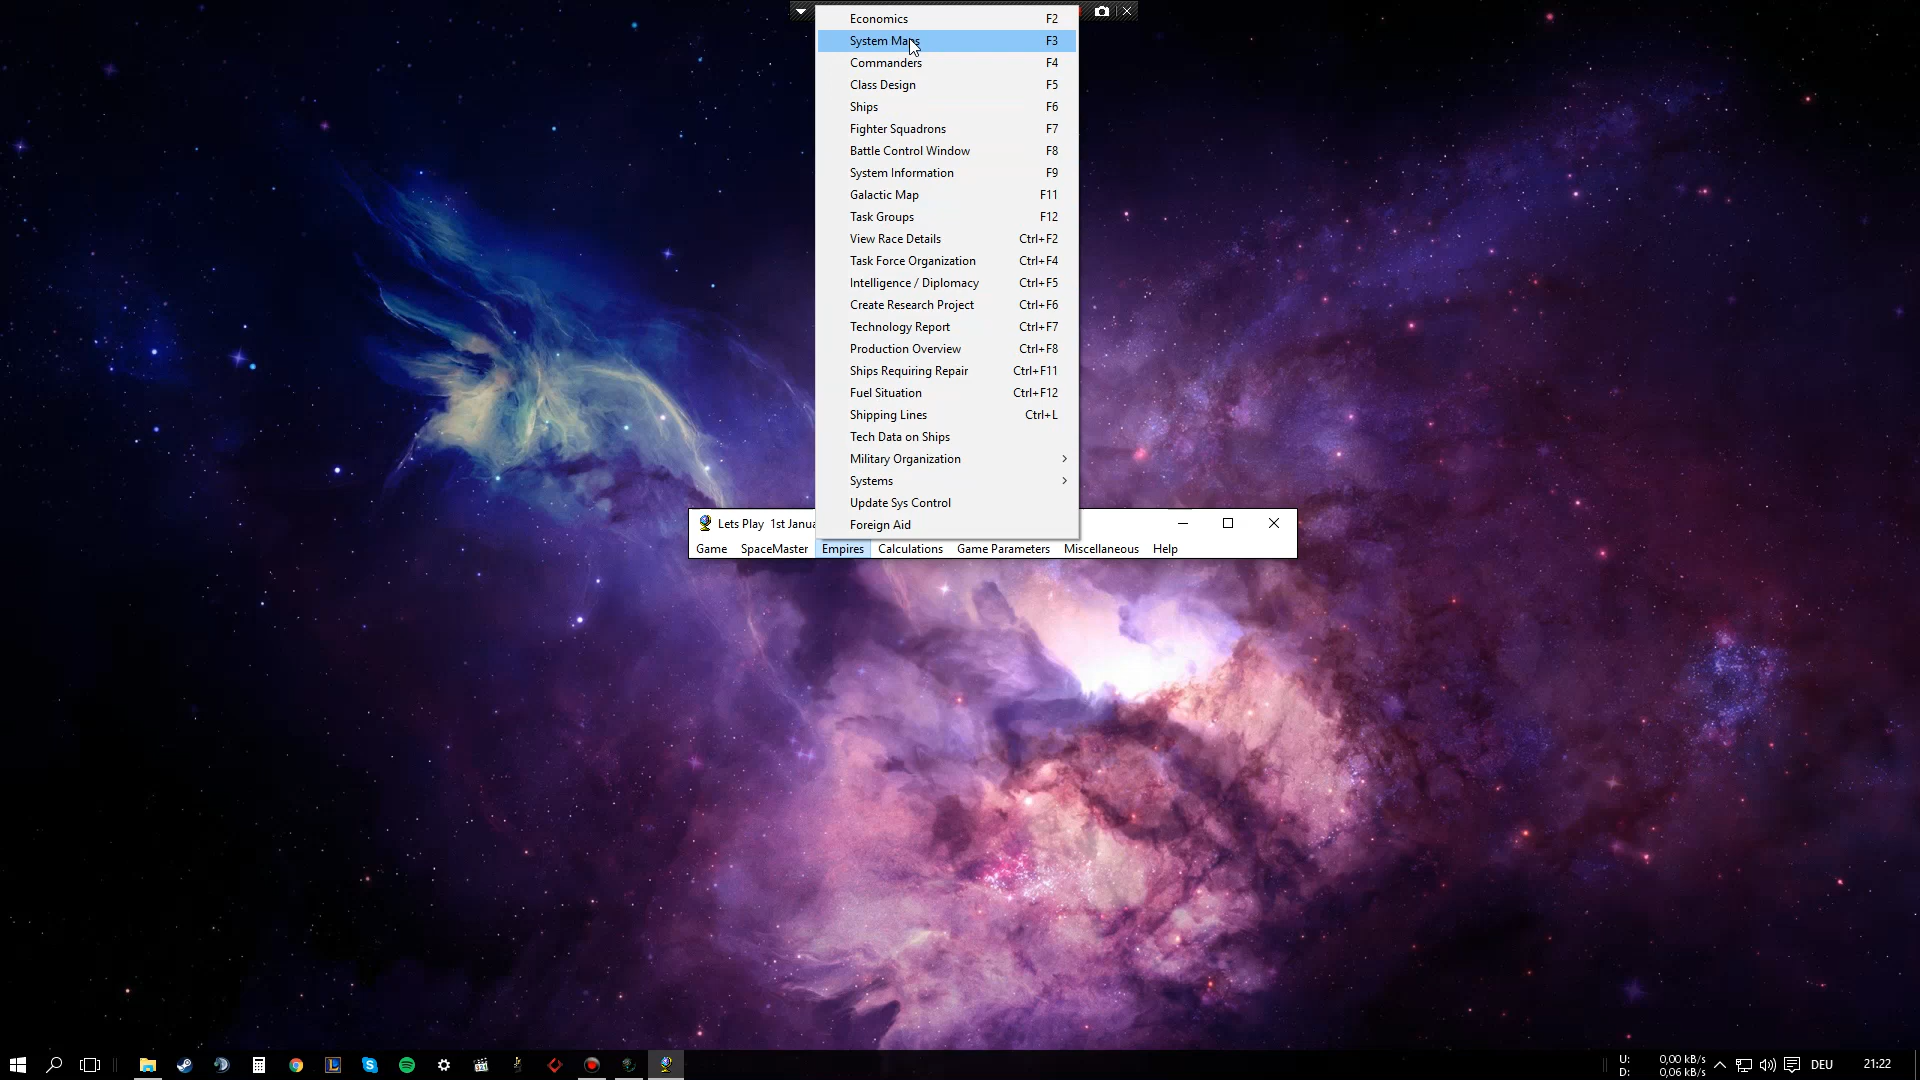 Economics F2
System Maps F3
Commanders F4
Class Design F5
Ships F6
Fighter Squadrons F7
Battle Control Window F8
System Information F9
Galactic Map F11
Task Groups F12
View Race Details Ctrl+F2
Task Force Organization Ctrl+F4
Intelligence / Diplomacy Ctrl+F5
Create Research Project Ctrl+F6
Technology Report Ctrl+F7
Production Overview Ctrl+F8
Ships Requiring Repair Ctrl+F11
Fuel Situation Ctrl+F12
Shipping Lines Ctrl+L
Tech Data on Ships
Military Organization
Systems
Update Sys Control
Foreign Aid
Lets Play 1st Janua
Game SpaceMaster Empires Calculations Game Parameters Miscellaneous Help
U: 0,00 kB/s
D: 0,06 kB/s
DEU 21:22